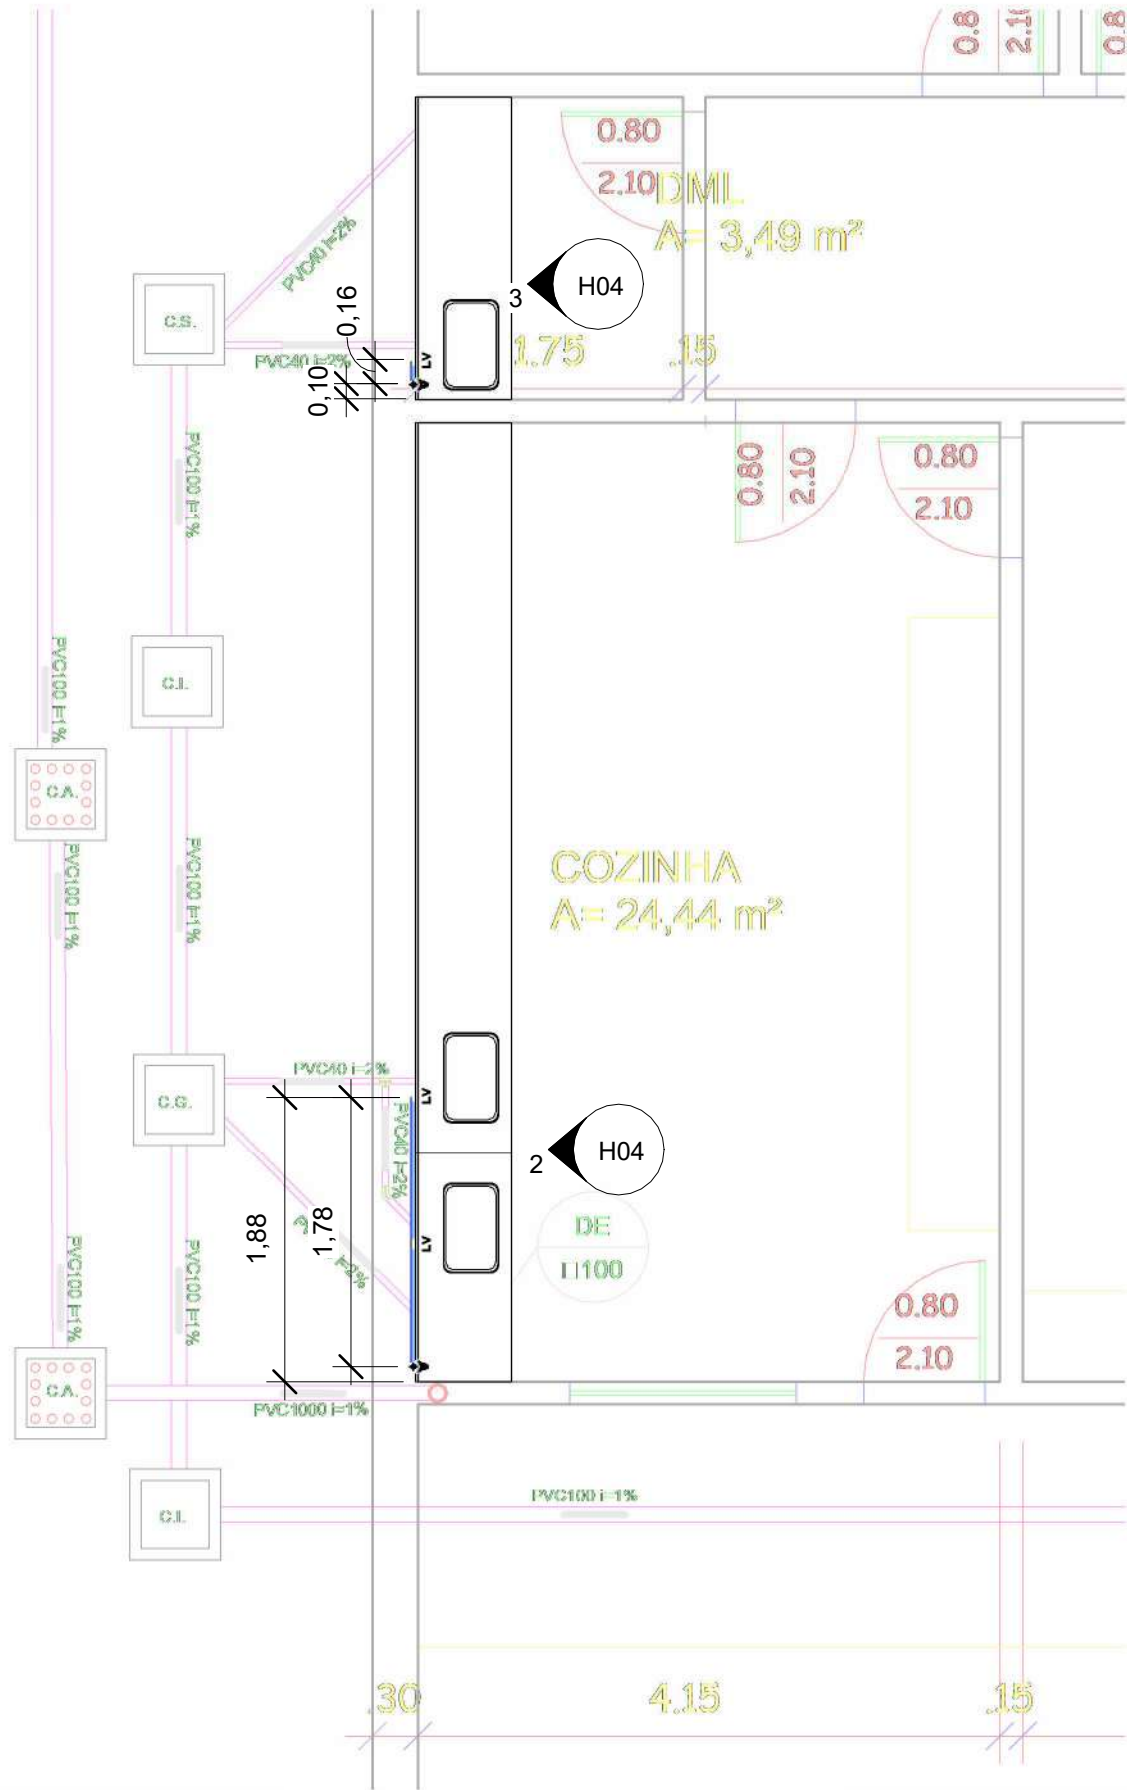 0.80
2.10
0.8
0.80
2.10
DML
A= 3,49 m²
PVC40 i=2%
H04
3
C.S.
0,16
PVC40 i=2%
LV
1.75
.15
0,10
A
PVC100 i=1%
0.80
2.10
0.80
2.10
PVC100 i=1%
C.I.
C.A.
PVC100 i=1%
PVC100 i=1%
COZINHA
A= 24,44 m²
PVC40 i=2%
C.G.
LV
PVC40 i=2%
H04
2
1,88
1,78
i=2%
LV
DE
□100
PVC100 i=1%
PVC100 i=1%
0.80
2.10
A
C.A.
PVC1000 i=1%
PVC100 i=1%
C.I.
.30
4.15
.15